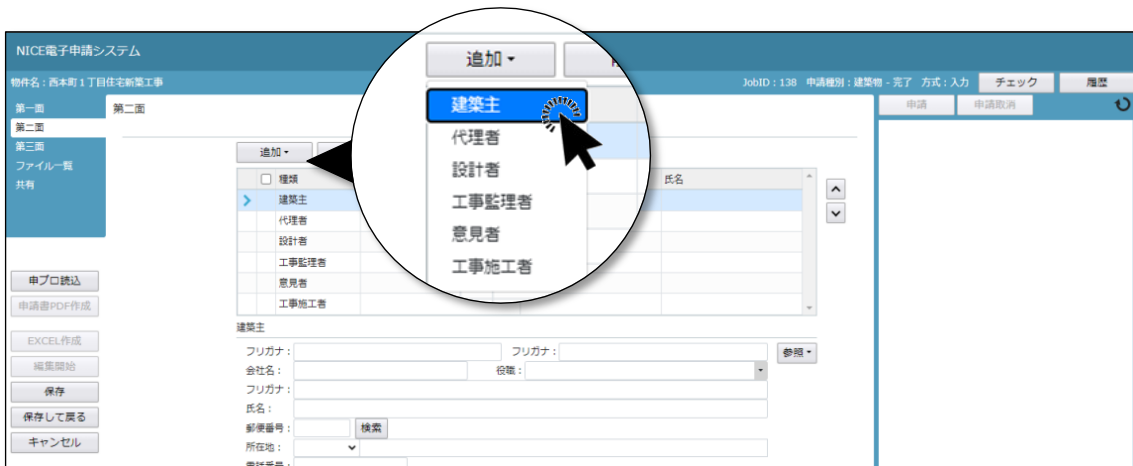 NICE電子申請システム
物件名：西本町１丁目住宅新築工事
JobID：138 申請種別：建築物 - 完了 方式：入力
チェック
履歴
第一面
第二面
第三面
ファイル一覧
共有
第二面
申請
申請取消
追加
追加
建築主
代理者
設計者
工事監理者
意見者
工事施工者
種類
氏名
建築主
代理者
設計者
工事監理者
意見者
工事施工者
申プロ読込
申請書PDF作成
EXCEL作成
編集開始
保存
保存して戻る
キャンセル
建築主
フリガナ：
フリガナ：
参照
会社名：
役職：
フリガナ：
氏名：
郵便番号：
検索
所在地：
電話番号：